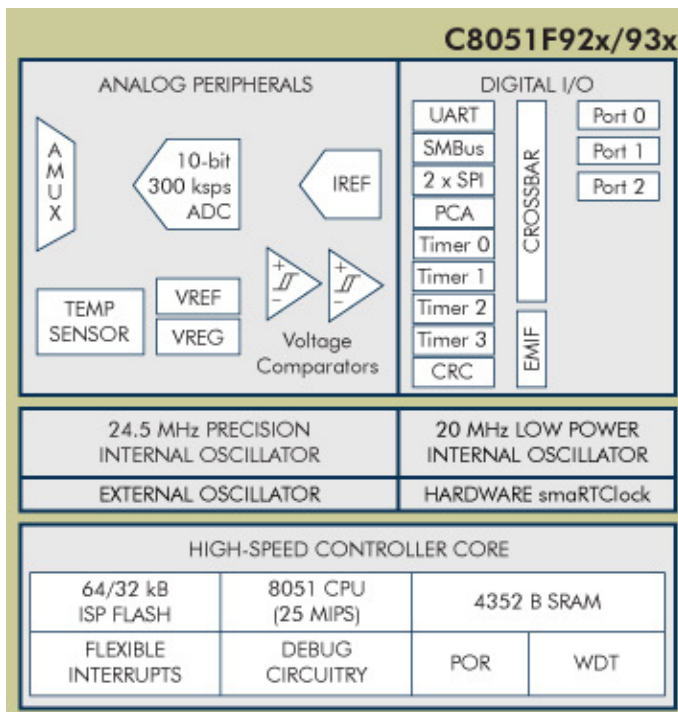 C8051F92x/93x
ANALOG PERIPHERALS
AMUX
10-bit
300 ksps
ADC
IREF
TEMP
SENSOR
VREF
VREG
+
-
+
-
Voltage
Comparators
DIGITAL I/O
UART
SMBus
2 x SPI
PCA
Timer 0
Timer 1
Timer 2
Timer 3
CRC
CROSSBAR
EMIF
Port 0
Port 1
Port 2
24.5 MHz PRECISION
INTERNAL OSCILLATOR
20 MHz LOW POWER
INTERNAL OSCILLATOR
EXTERNAL OSCILLATOR
HARDWARE smaRTClock
HIGH-SPEED CONTROLLER CORE
64/32 kB
ISP FLASH
8051 CPU
(25 MIPS)
4352 B SRAM
FLEXIBLE
INTERRUPTS
DEBUG
CIRCUITRY
POR
WDT